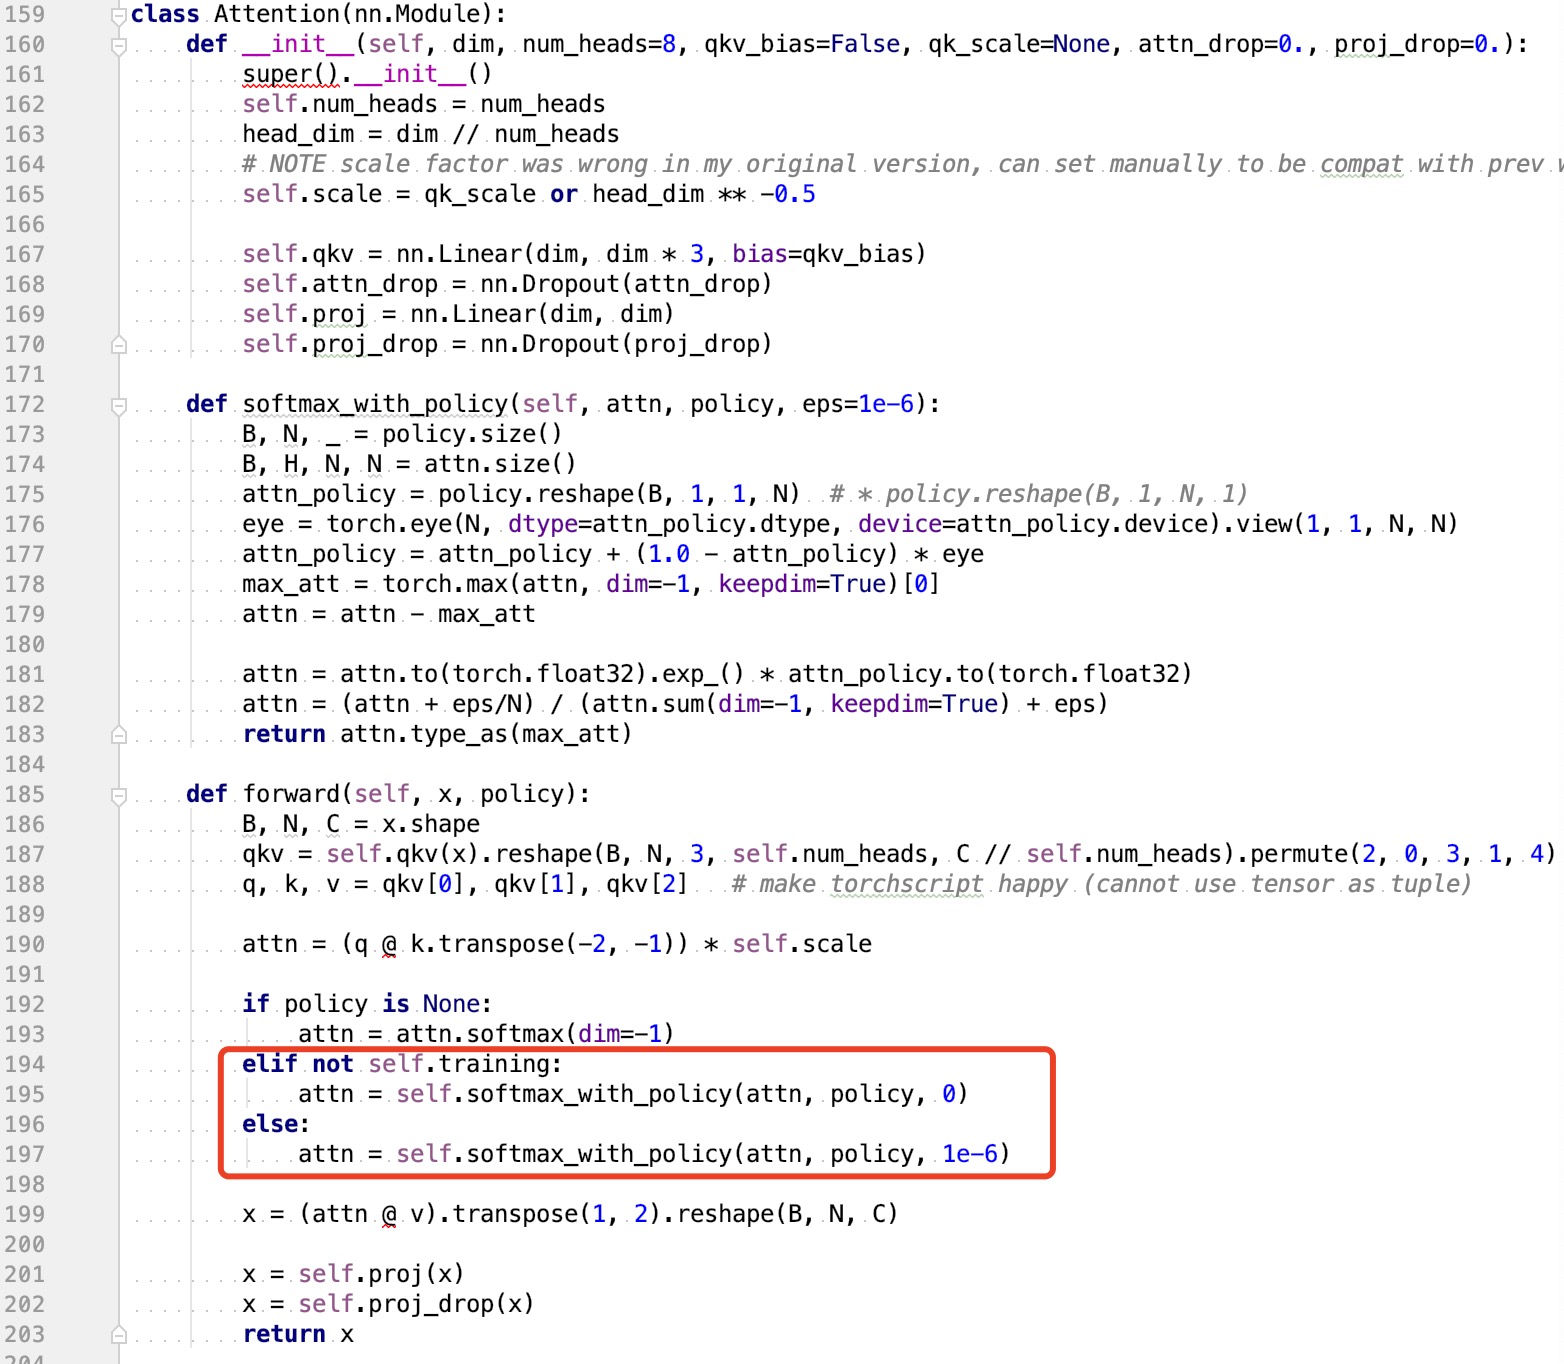 159 class Attention(nn.Module):
160     def __init__(self, dim, num_heads=8, qkv_bias=False, qk_scale=None, attn_drop=0., proj_drop=0.):
161         super().__init__()
162         self.num_heads = num_heads
163         head_dim = dim // num_heads
164         # NOTE scale factor was wrong in my original version, can set manually to be compat with prev
165         self.scale = qk_scale or head_dim ** -0.5
166
167         self.qkv = nn.Linear(dim, dim * 3, bias=qkv_bias)
168         self.attn_drop = nn.Dropout(attn_drop)
169         self.proj = nn.Linear(dim, dim)
170         self.proj_drop = nn.Dropout(proj_drop)
171
172     def softmax_with_policy(self, attn, policy, eps=1e-6):
173         B, N, _ = policy.size()
174         B, H, N, N = attn.size()
175         attn_policy = policy.reshape(B, 1, 1, N)  # * policy.reshape(B, 1, N, 1)
176         eye = torch.eye(N, dtype=attn_policy.dtype, device=attn_policy.device).view(1, 1, N, N)
177         attn_policy = attn_policy + (1.0 - attn_policy) * eye
178         max_att = torch.max(attn, dim=-1, keepdim=True)[0]
179         attn = attn - max_att
180
181         attn = attn.to(torch.float32).exp_() * attn_policy.to(torch.float32)
182         attn = (attn + eps/N) / (attn.sum(dim=-1, keepdim=True) + eps)
183         return attn.type_as(max_att)
184
185     def forward(self, x, policy):
186         B, N, C = x.shape
187         qkv = self.qkv(x).reshape(B, N, 3, self.num_heads, C // self.num_heads).permute(2, 0, 3, 1, 4)
188         q, k, v = qkv[0], qkv[1], qkv[2]   # make torchscript happy (cannot use tensor as tuple)
189
190         attn = (q @ k.transpose(-2, -1)) * self.scale
191
192         if policy is None:
193             attn = attn.softmax(dim=-1)
194         elif not self.training:
195             attn = self.softmax_with_policy(attn, policy, 0)
196         else:
197             attn = self.softmax_with_policy(attn, policy, 1e-6)
198
199         x = (attn @ v).transpose(1, 2).reshape(B, N, C)
200
201         x = self.proj(x)
202         x = self.proj_drop(x)
203         return x
204